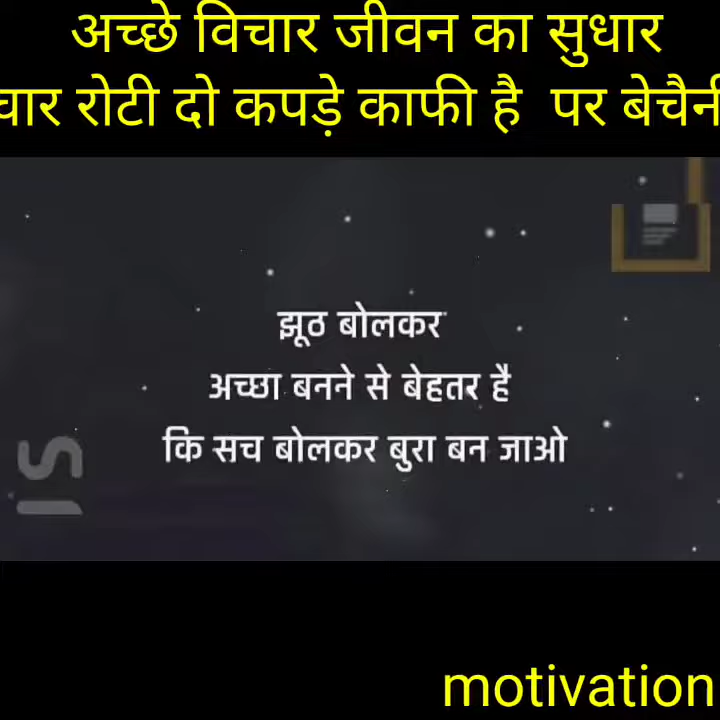 अच्छे विचार जीवन का सुधार
रोटी दो कपड़े काफी है पर
झूठ बोलकर
अच्छा बनने से बेहतर है
कि सच बोलकर बुरा बन जाओ
motivation